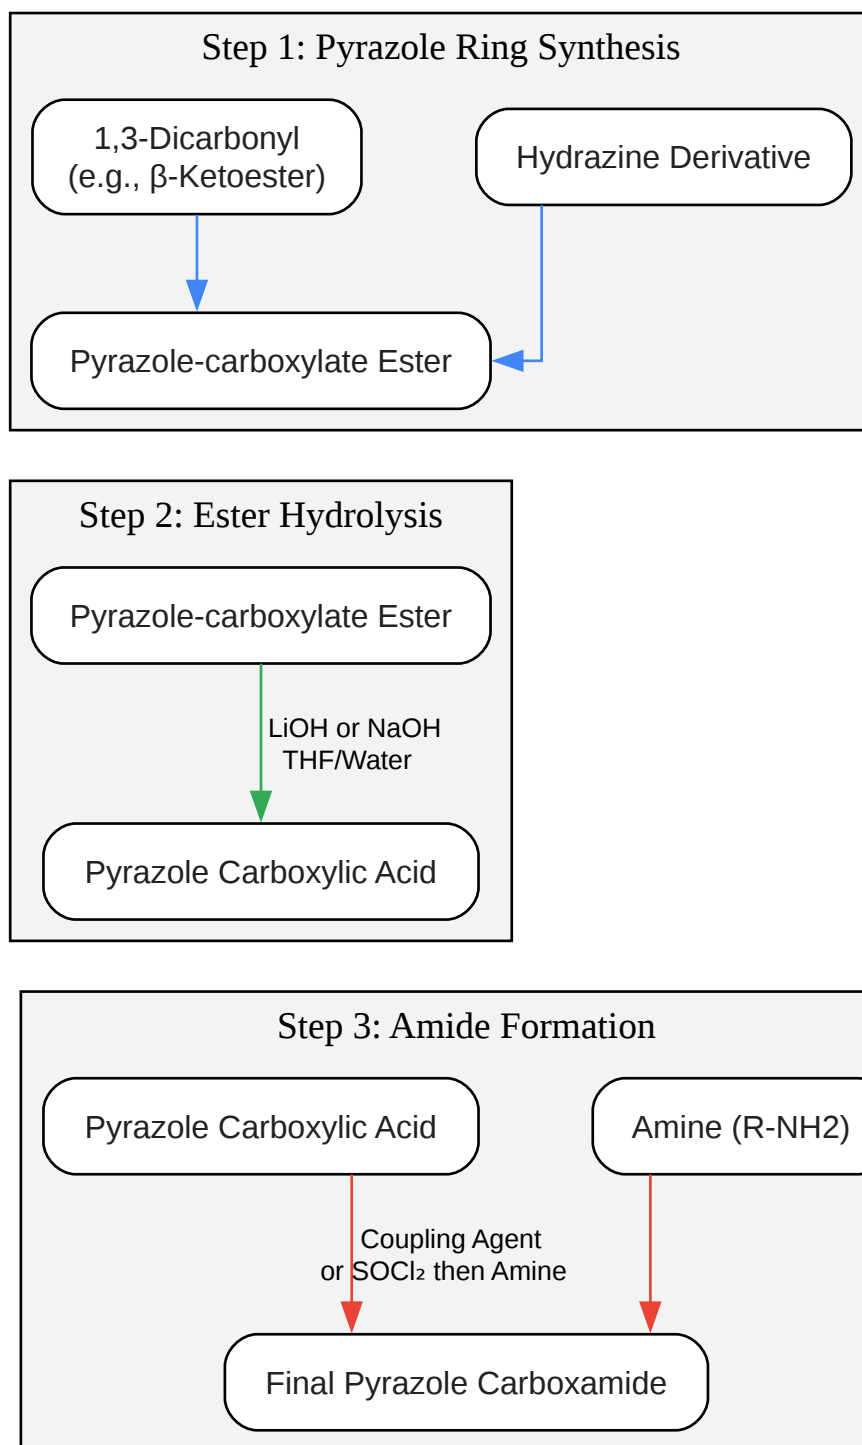 Step 1: Pyrazole Ring Synthesis
1,3-Dicarbonyl
(e.g., β-Ketoester)
Hydrazine Derivative
Pyrazole-carboxylate Ester
Step 2: Ester Hydrolysis
Pyrazole-carboxylate Ester
LiOH or NaOH
THF/Water
Pyrazole Carboxylic Acid
Step 3: Amide Formation
Pyrazole Carboxylic Acid
Amine (R-NH2)
Coupling Agent
or SOCl₂ then Amine
Final Pyrazole Carboxamide